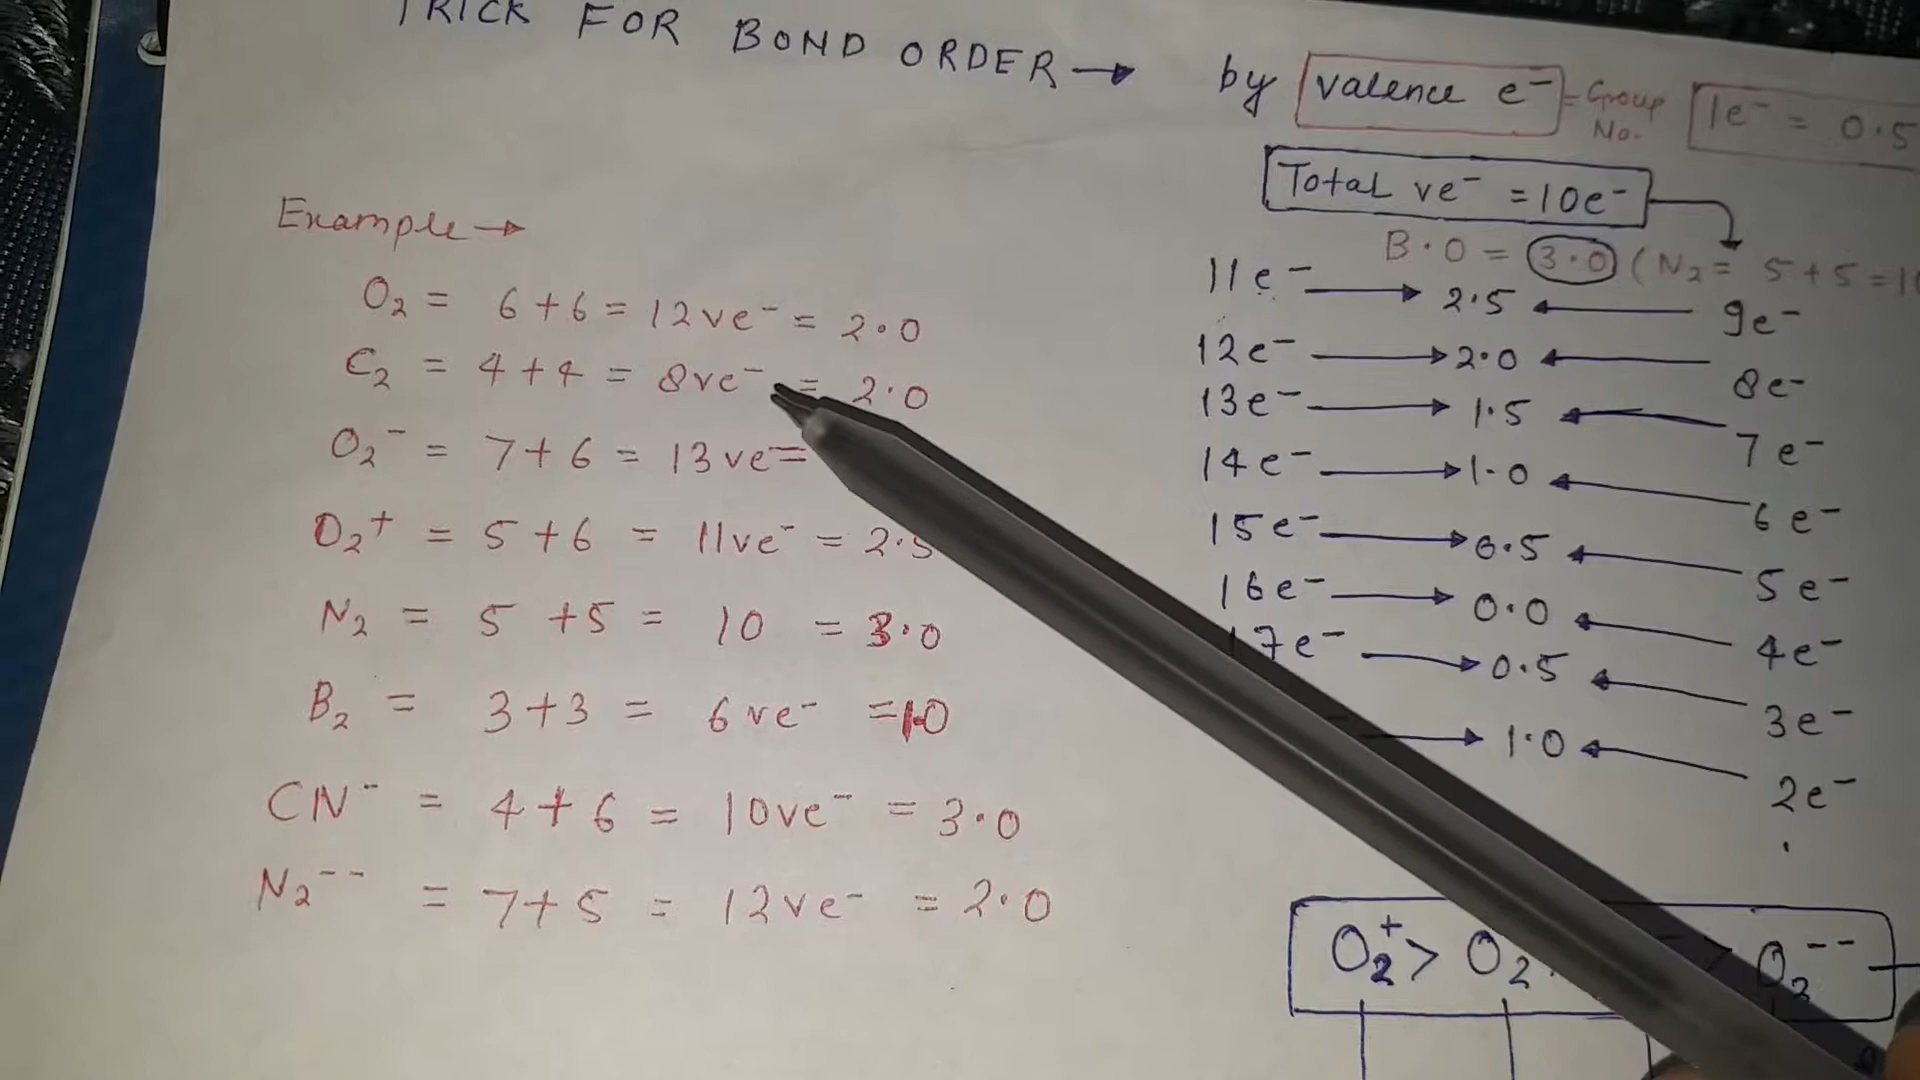 TRICK FOR BOND ORDER → by valence e⁻ = Group No. 1e⁻ = 0.5
Total ve⁻ = 10e⁻
B.O = 3.0 (N₂ = 5+5=10
Example →
O₂ = 6+6 = 12ve⁻ = 2.0
C₂ = 4+4 = 8ve⁻ = 2.0
O₂⁻ = 7+6 = 13ve⁻ =
O₂⁺ = 5+6 = 11ve⁻ = 2.5
N₂ = 5+5 = 10 = 3.0
B₂ = 3+3 = 6ve⁻ = 1.0
CN⁻ = 4+6 = 10ve⁻ = 3.0
N₂⁻⁻ = 7+5 = 12ve⁻ = 2.0
11e⁻ → 2.5 ← 9e⁻
12e⁻ → 2.0 ← 8e⁻
13e⁻ → 1.5 ← 7e⁻
14e⁻ → 1.0 ← 6e⁻
15e⁻ → 0.5 ← 5e⁻
16e⁻ → 0.0 ← 4e⁻
17e⁻ → 0.5 ← 3e⁻
→ 1.0 ← 2e⁻
O₂⁺ > O₂ > O₂⁻⁻